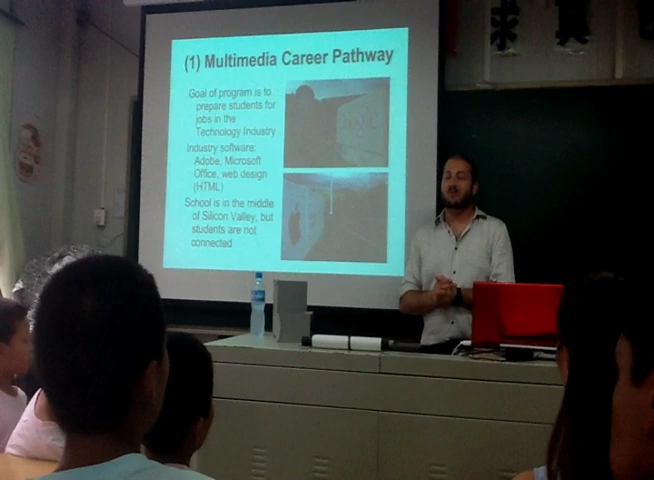 (1) Multimedia Career Pathway
Goal of program is to
prepare students for
jobs in the
Technology Industry
Industry software:
Adobe, Microsoft
Office, web design
(HTML)
School is in the middle
of Silicon Valley, but
students are not
connected
求 真